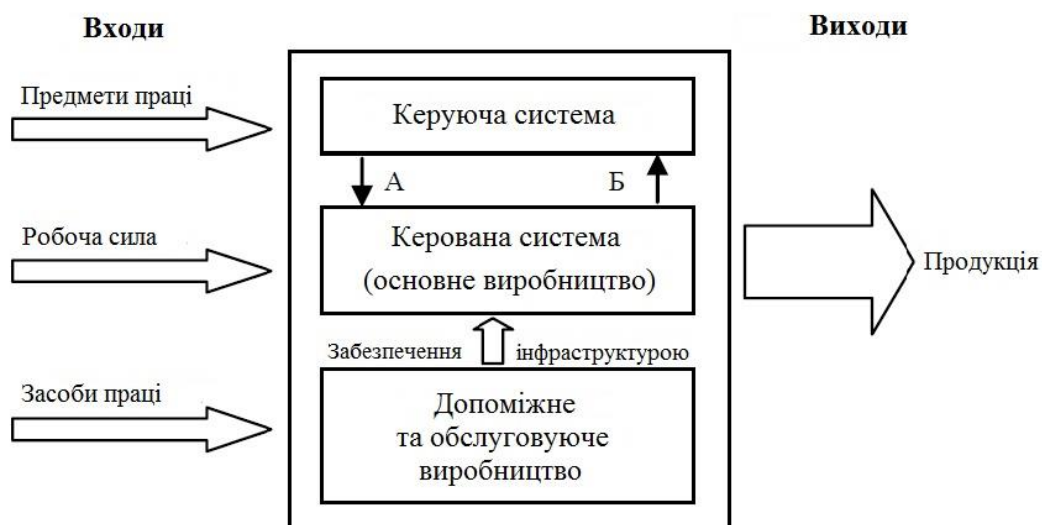 Входи
Виходи
Предмети праці
Керуюча система
А
Б
Робоча сила
Керована система
(основне виробництво)
Продукція
Забезпечення інфраструктурою
Засоби праці
Допоміжне
та обслуговуюче
виробництво